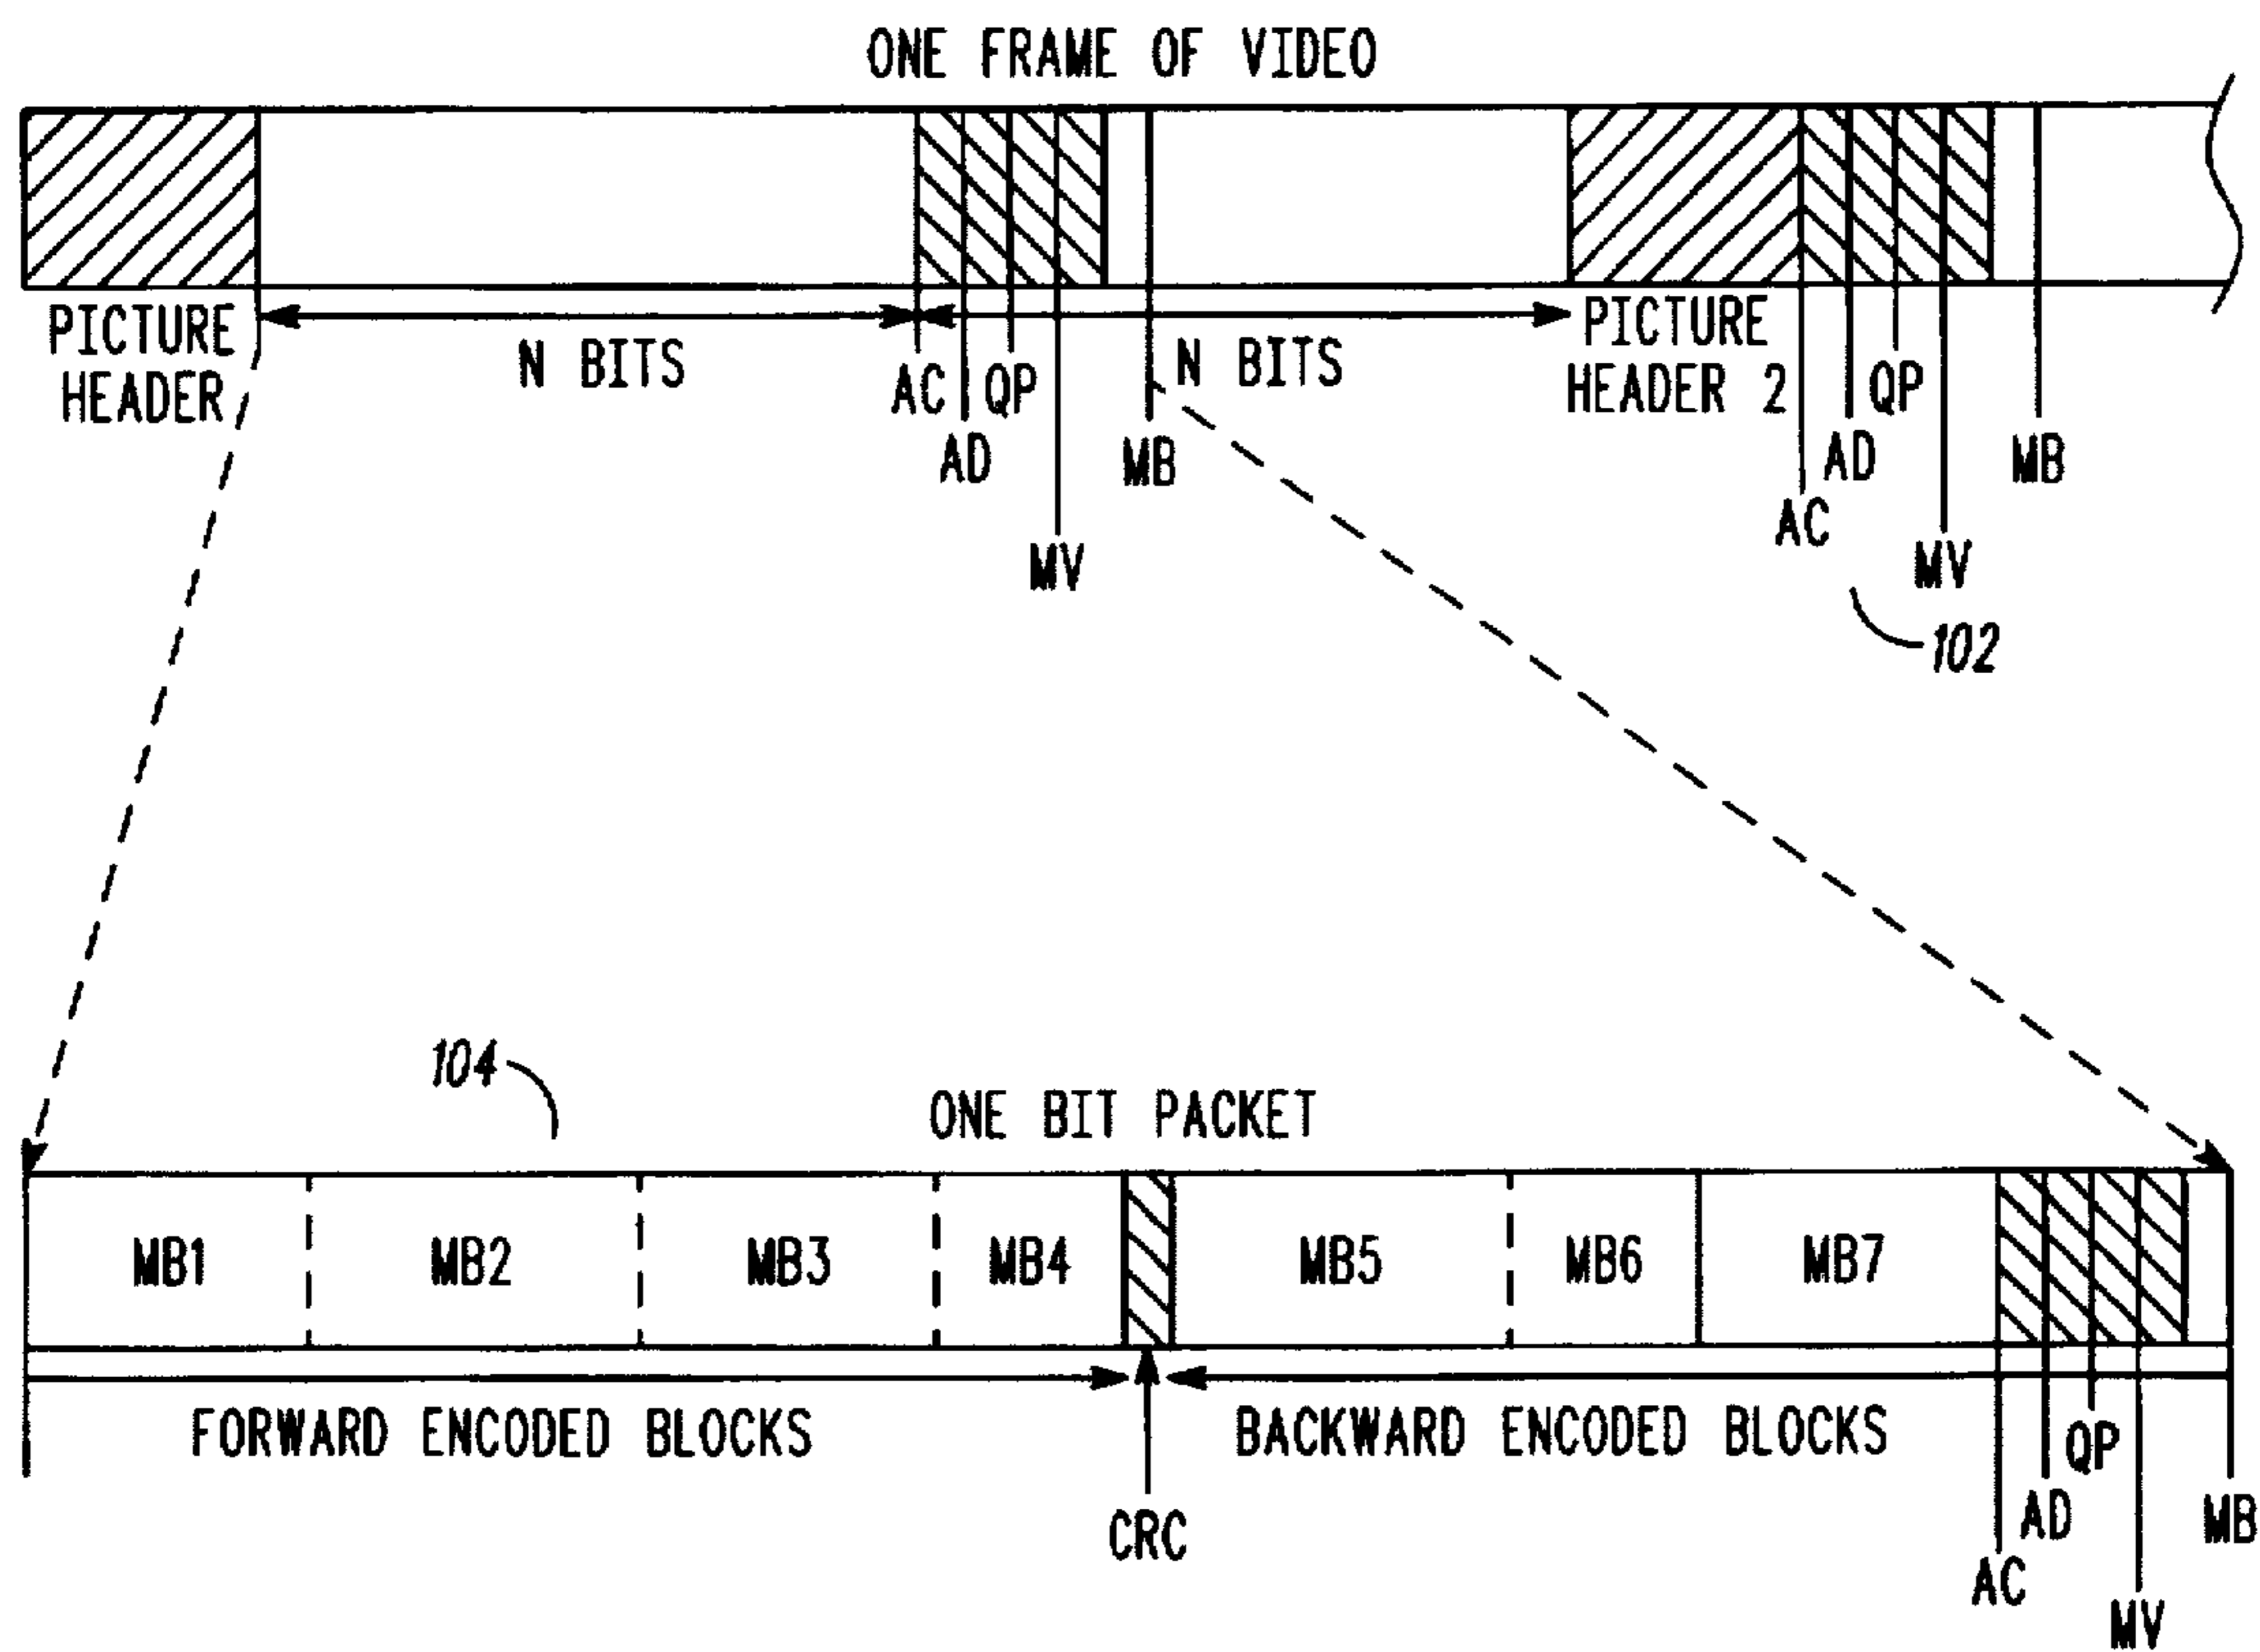 ONE FRAME OF VIDEO
PICTURE
HEADER
N BITS
AC
AD
QP
MV
MB
N BITS
PICTURE
HEADER 2
AC
AD
QP
MV
MB
102
104
ONE BIT PACKET
MB1
MB2
MB3
MB4
MB5
MB6
MB7
FORWARD ENCODED BLOCKS
CRC
BACKWARD ENCODED BLOCKS
AC
AD
QP
MV
MB